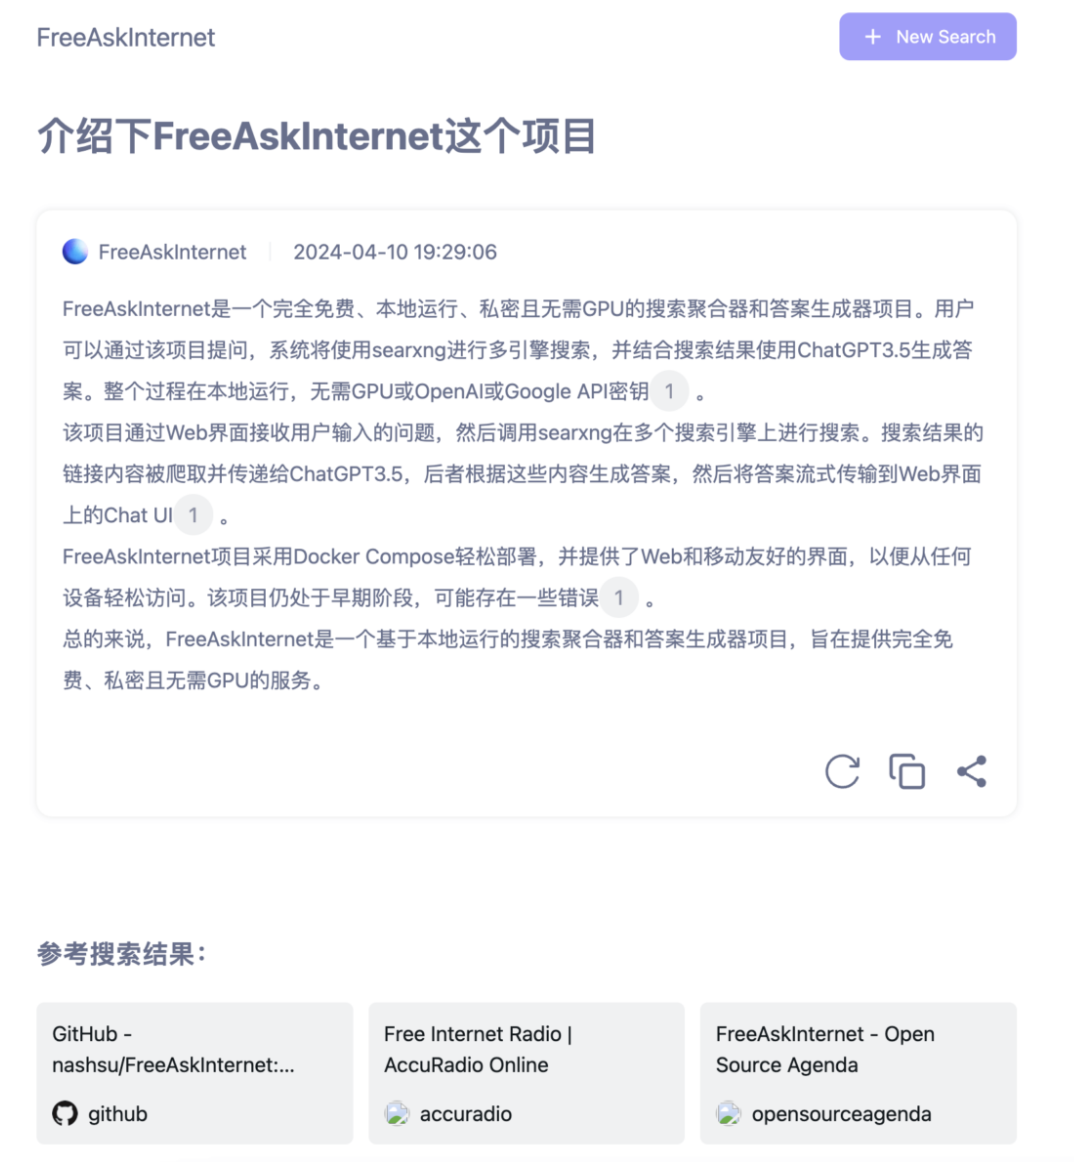 FreeAskInternet
+ New Search
介绍下FreeAskInternet这个项目
FreeAskInternet | 2024-04-10 19:29:06
FreeAskInternet是一个完全免费、本地运行、私密且无需GPU的搜索聚合器和答案生成器项目。用户
可以通过该项目提问，系统将使用searxng进行多引擎搜索，并结合搜索结果使用ChatGPT3.5生成答
案。整个过程在本地运行，无需GPU或OpenAI或Google API密钥 1 。
该项目通过Web界面接收用户输入的问题，然后调用searxng在多个搜索引擎上进行搜索。搜索结果的
链接内容被爬取并传递给ChatGPT3.5，后者根据这些内容生成答案，然后将答案流式传输到Web界面
上的Chat UI 1 。
FreeAskInternet项目采用Docker Compose轻松部署，并提供了Web和移动友好的界面，以便从任何
设备轻松访问。该项目仍处于早期阶段，可能存在一些错误 1 。
总的来说，FreeAskInternet是一个基于本地运行的搜索聚合器和答案生成器项目，旨在提供完全免
费、私密且无需GPU的服务。
参考搜索结果：
GitHub -
nashsu/FreeAskInternet:...
github
Free Internet Radio |
AccuRadio Online
accuradio
FreeAskInternet - Open
Source Agenda
opensourceagenda